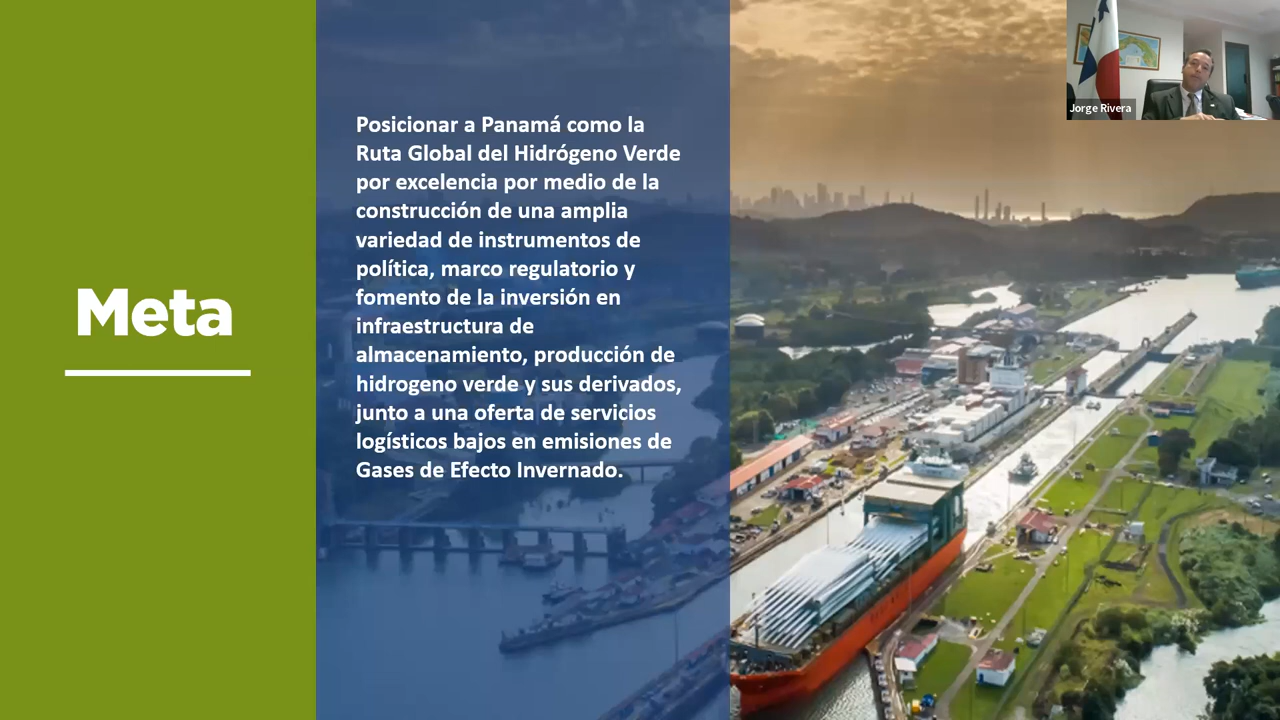 Meta
Posicionar a Panamá como la
Ruta Global del Hidrógeno Verde
por excelencia por medio de la
construcción de una amplia
variedad de instrumentos de
política, marco regulatorio y
fomento de la inversión en
infraestructura de
almacenamiento, producción de
hidrogeno verde y sus derivados,
junto a una oferta de servicios
logísticos bajos en emisiones de
Gases de Efecto Invernado.
Jorge Rivera